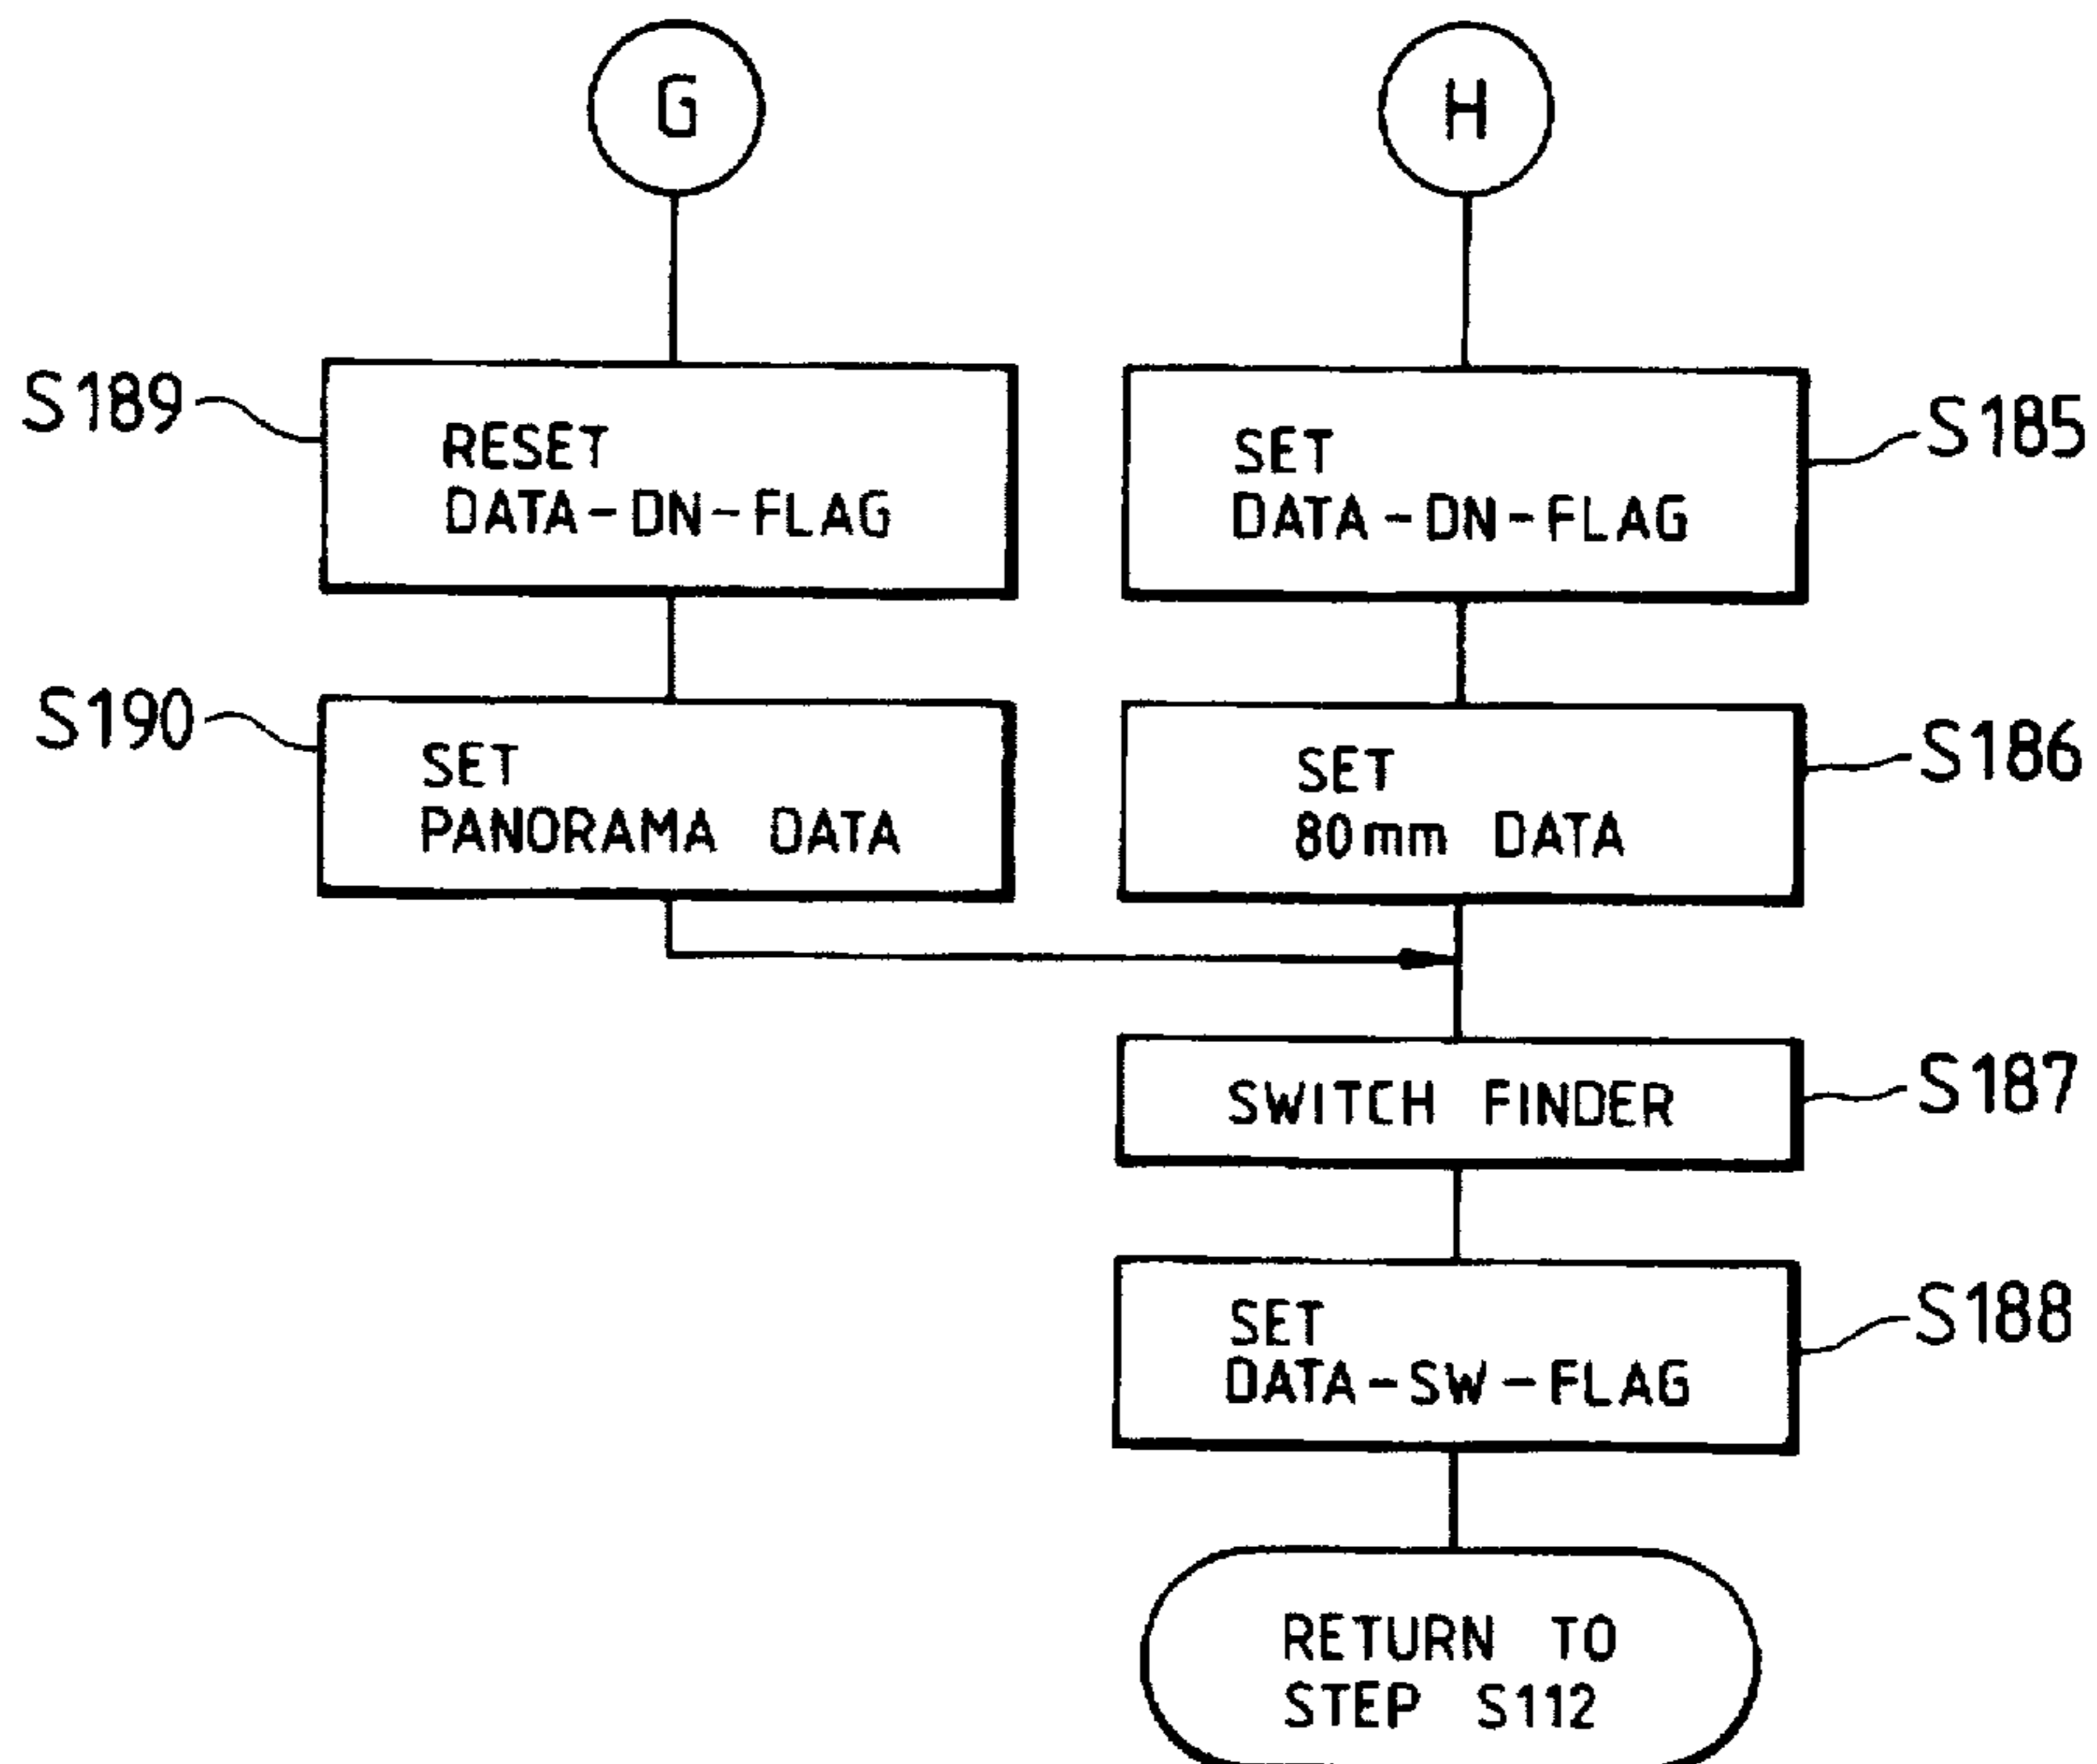 G
H
S189
RESET
DATA-DN-FLAG
SET
DATA-DN-FLAG
S185
S190
SET
PANORAMA DATA
SET
80mm DATA
S186
SWITCH FINDER
S187
SET
DATA-SW-FLAG
S188
RETURN TO
STEP S112